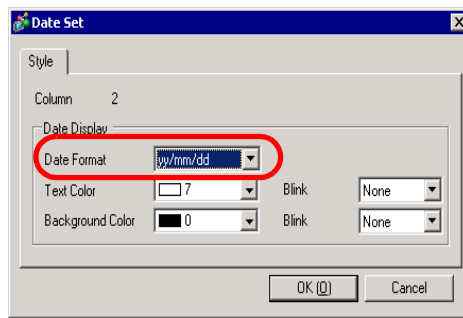 Date Set
Style
Column 2
Date Display
Date Format yy/mm/dd
Text Color 7 Blink None
Background Color 0 Blink None
OK (O) Cancel